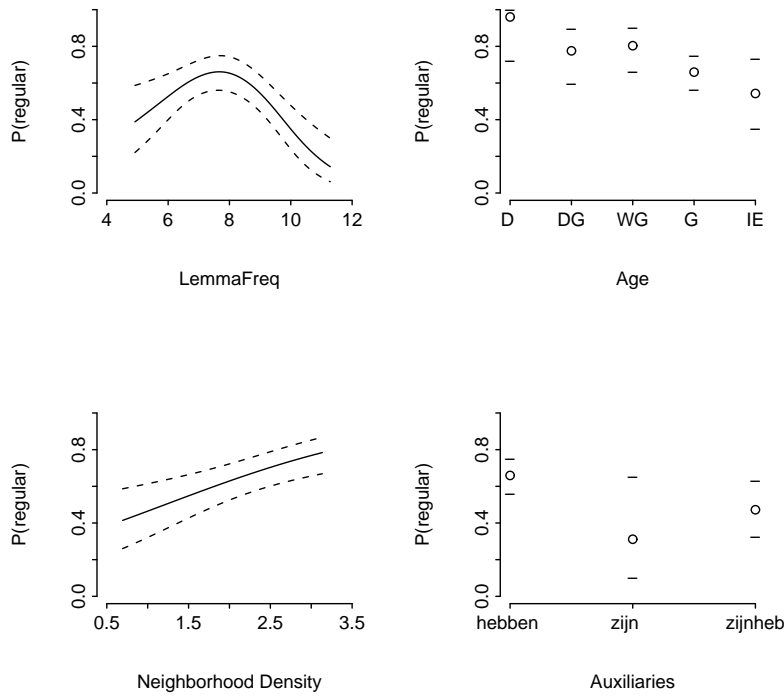 P(regular)
0.0 0.4 0.8
4 6 8 10 12
LemmaFreq
P(regular)
0.0 0.4 0.8
D DG WG G IE
Age
P(regular)
0.0 0.4 0.8
0.5 1.5 2.5 3.5
Neighborhood Density
P(regular)
0.0 0.4 0.8
hebben zijn zijnheb
Auxiliaries